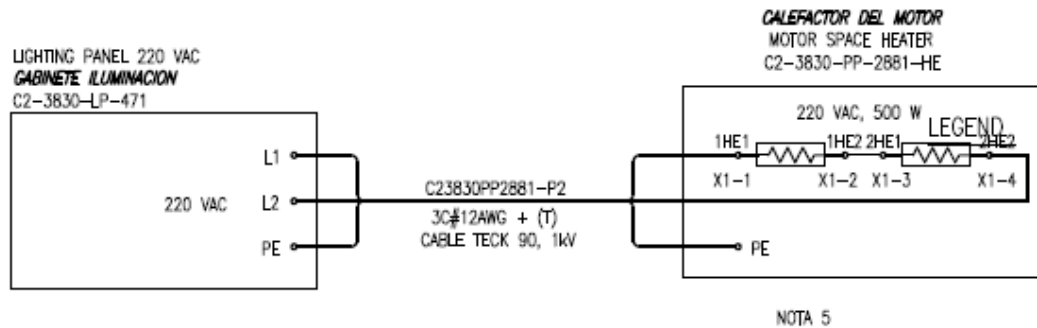 CALEFACTOR DEL MOTOR
MOTOR SPACE HEATER
C2-3830-PP-2881-HE
LIGHTING PANEL 220 VAC
GABINETE ILUMINACION
C2-3830-LP-471
220 VAC, 500 W
LEGEND
1HE1 1HE2 2HE1 2HE2
L1
X1-1 X1-2 X1-3 X1-4
C23830PP2881-P2
220 VAC L2
3C#12AWG + (T)
CABLE TECK 90, 1kV
PE PE
NOTA 5